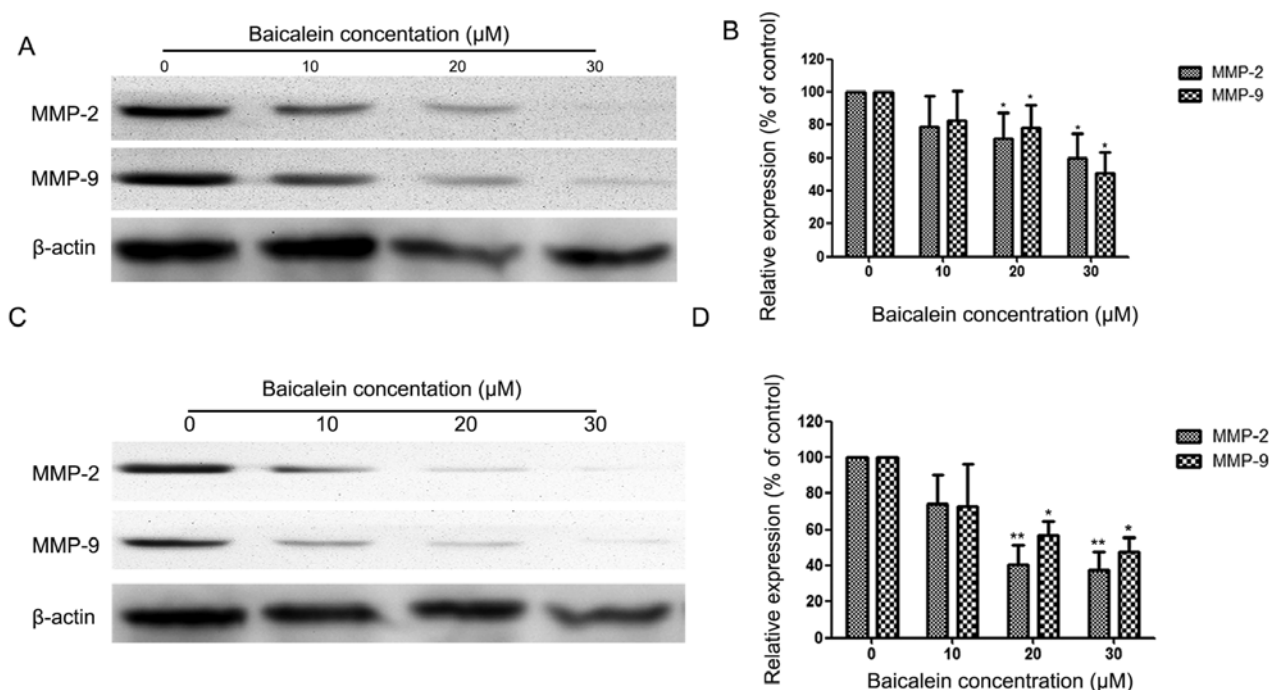 A
Baicalein concentation (µM)
0 10 20 30
MMP-2
MMP-9
β-actin
B
Relative expression (% of control)
120
100
80
60
40
20
0
* * * *
0 10 20 30
Baicalein concentration (µM)
MMP-2
MMP-9
C
Baicalein concentation (µM)
0 10 20 30
MMP-2
MMP-9
β-actin
D
Relative expression (% of control)
120
100
80
60
40
20
0
** * ** *
0 10 20 30
Baicalein concentration (µM)
MMP-2
MMP-9